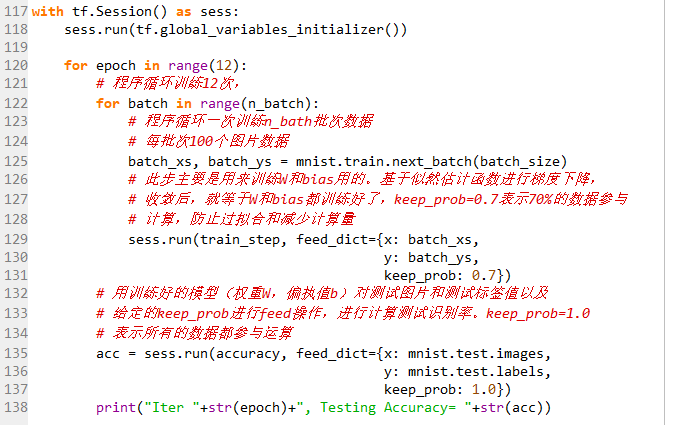 117 with tf.Session() as sess:
118     sess.run(tf.global_variables_initializer())
119
120     for epoch in range(12):
121         # 程序循环训练12次，
122         for batch in range(n_batch):
123             # 程序循环一次训练n_bath批次数据
124             # 每批次100个图片数据
125             batch_xs, batch_ys = mnist.train.next_batch(batch_size)
126             # 此步主要是用来训练W和bias用的。基于似然估计函数进行梯度下降，
127             # 收敛后，就等于W和bias都训练好了，keep_prob=0.7表示70%的数据参与
128             # 计算，防止过拟合和减少计算量
129             sess.run(train_step, feed_dict={x: batch_xs,
130                                             y: batch_ys,
131                                             keep_prob: 0.7})
132         # 用训练好的模型（权重W，偏执值b）对测试图片和测试标签值以及
133         # 给定的keep_prob进行feed操作，进行计算测试识别率。keep_prob=1.0
134         # 表示所有的数据都参与运算
135         acc = sess.run(accuracy, feed_dict={x: mnist.test.images,
136                                             y: mnist.test.labels,
137                                             keep_prob: 1.0})
138         print("Iter "+str(epoch)+", Testing Accuracy= "+str(acc))